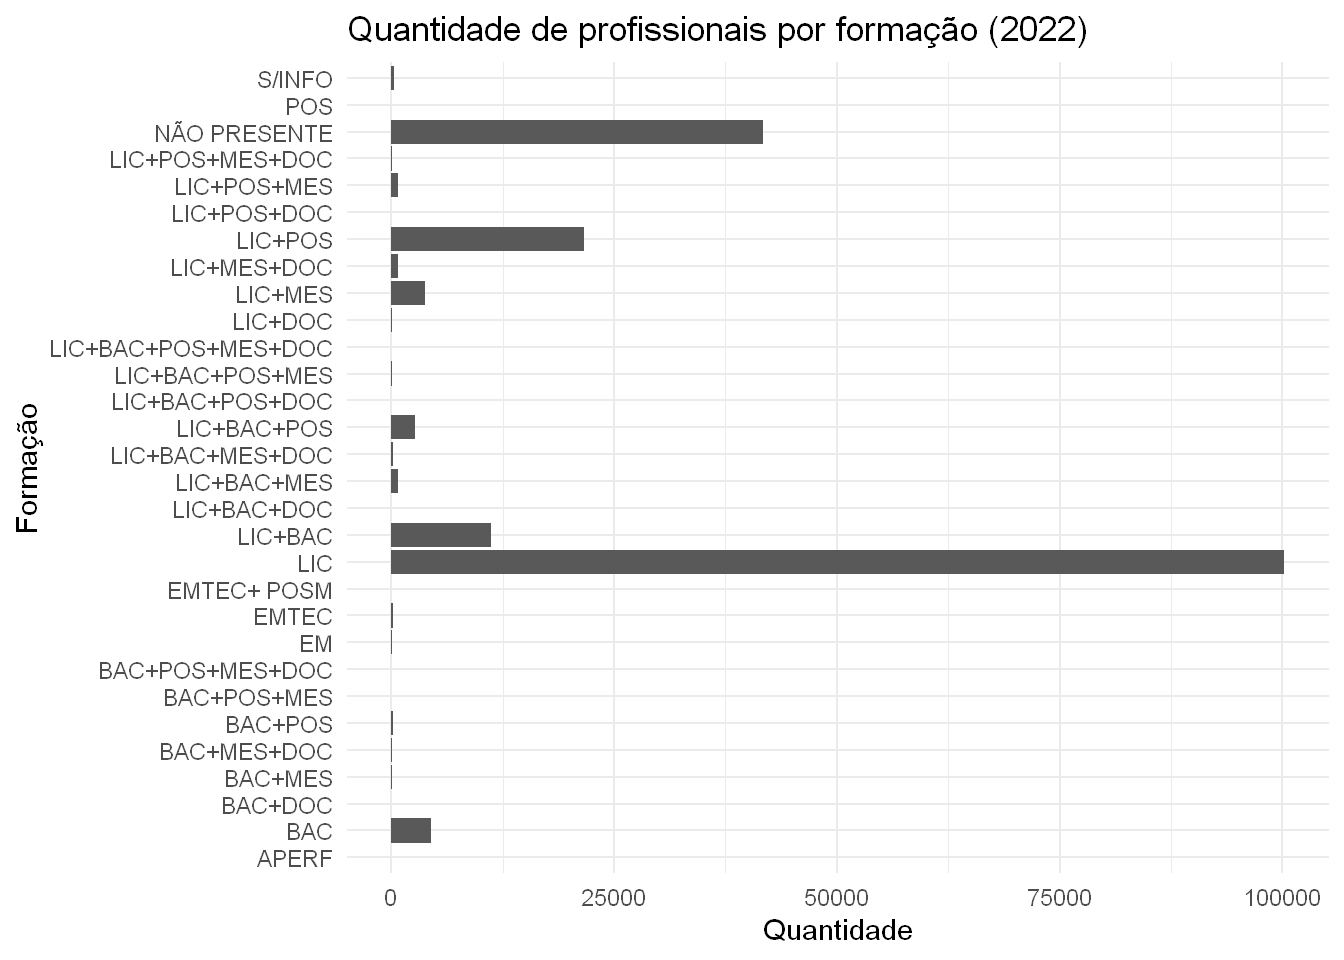 Quantidade de profissionais por formação (2022)
S/INFO
POS
NÃO PRESENTE
LIC+POS+MES+DOC
LIC+POS+MES
LIC+POS+DOC
LIC+POS
LIC+MES+DOC
LIC+MES
LIC+DOC
LIC+BAC+POS+MES+DOC
LIC+BAC+POS+MES
LIC+BAC+POS+DOC
LIC+BAC+POS
LIC+BAC+MES+DOC
LIC+BAC+MES
LIC+BAC+DOC
LIC+BAC
LIC
EMTEC+ POSM
EMTEC
EM
BAC+POS+MES+DOC
BAC+POS+MES
BAC+POS
BAC+MES+DOC
BAC+MES
BAC+DOC
BAC
APERF
Formação
0 25000 50000 75000 100000
Quantidade